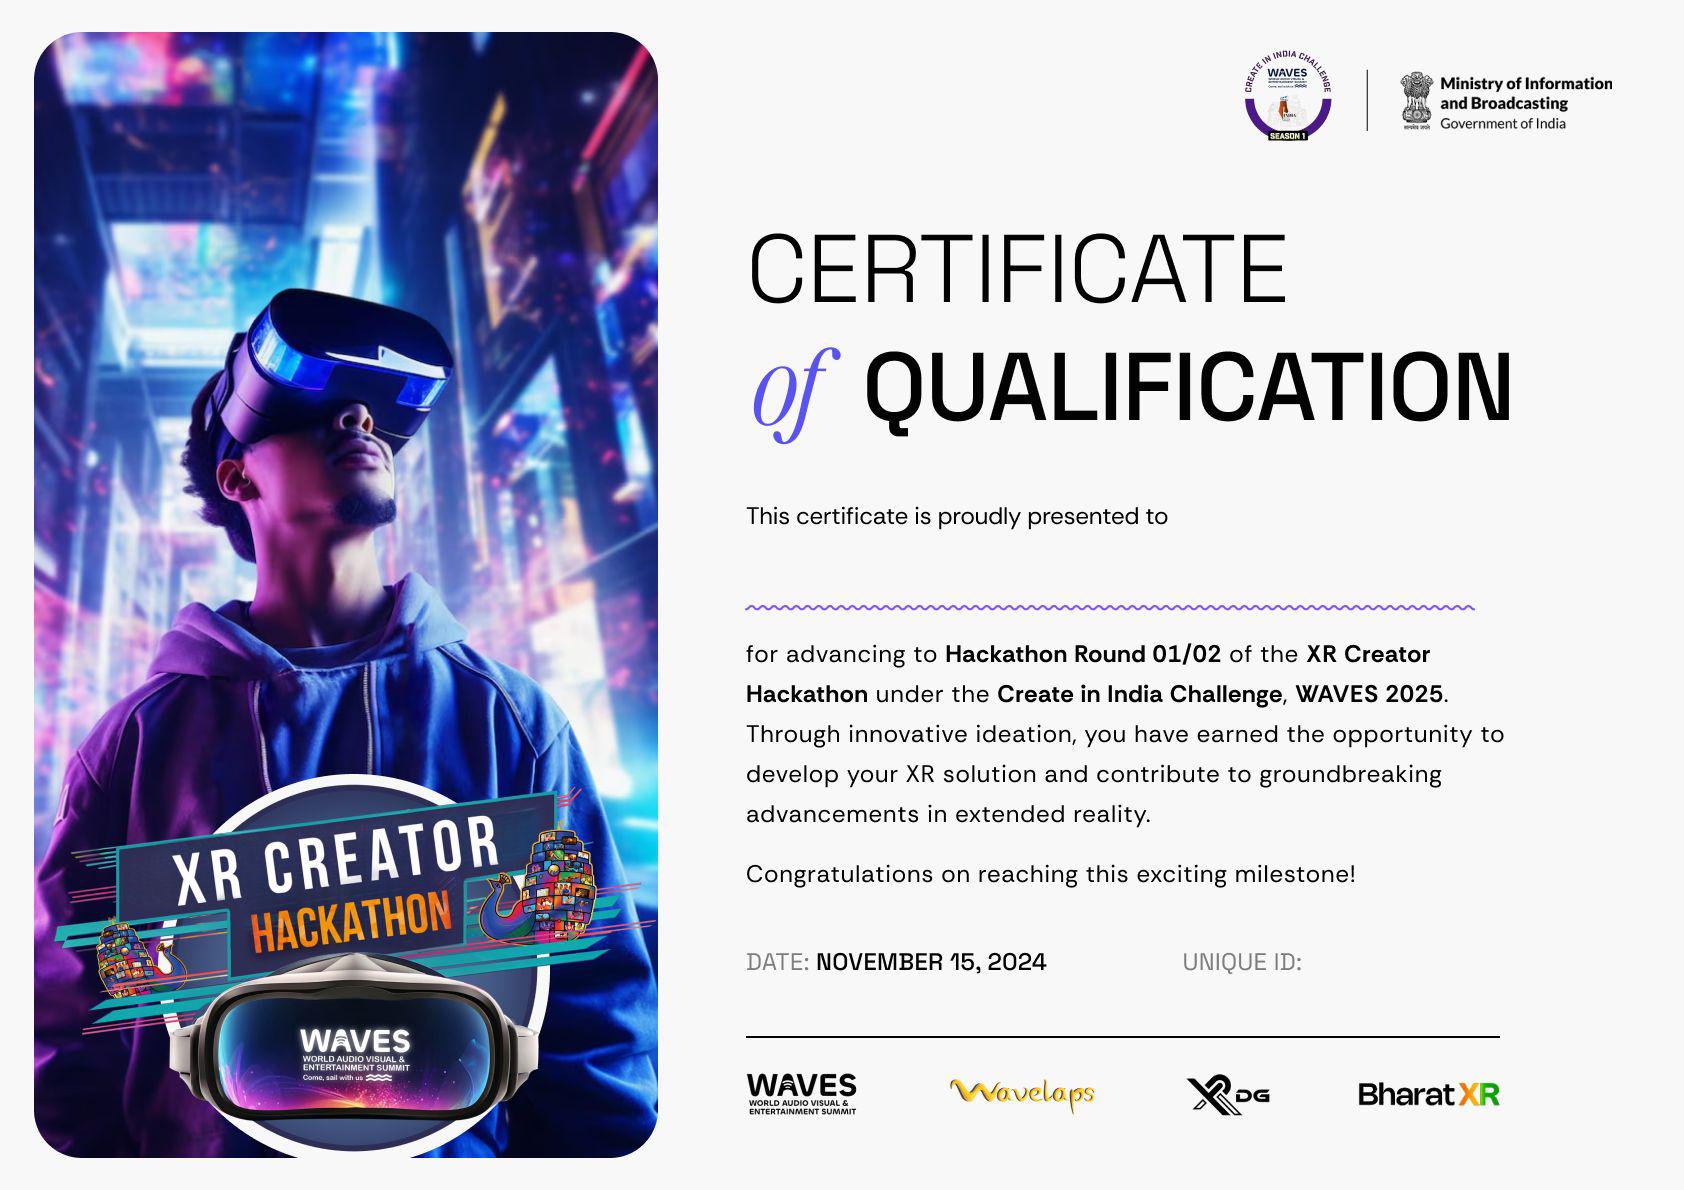 CREATE IN INDIA CHALLENGE
WAVES
SEASON 1
Ministry of Information
and Broadcasting
Government of India
CERTIFICATE
of QUALIFICATION
This certificate is proudly presented to
for advancing to Hackathon Round 01/02 of the XR Creator
Hackathon under the Create in India Challenge, WAVES 2025.
Through innovative ideation, you have earned the opportunity to
develop your XR solution and contribute to groundbreaking
advancements in extended reality.
Congratulations on reaching this exciting milestone!
DATE: NOVEMBER 15, 2024
UNIQUE ID:
XR CREATOR
HACKATHON
WAVES
WORLD AUDIO VISUAL &
ENTERTAINMENT SUMMIT
Come, sail with us
WAVES
WORLD AUDIO VISUAL &
ENTERTAINMENT SUMMIT
Wavelaps
XDG
Bharat XR